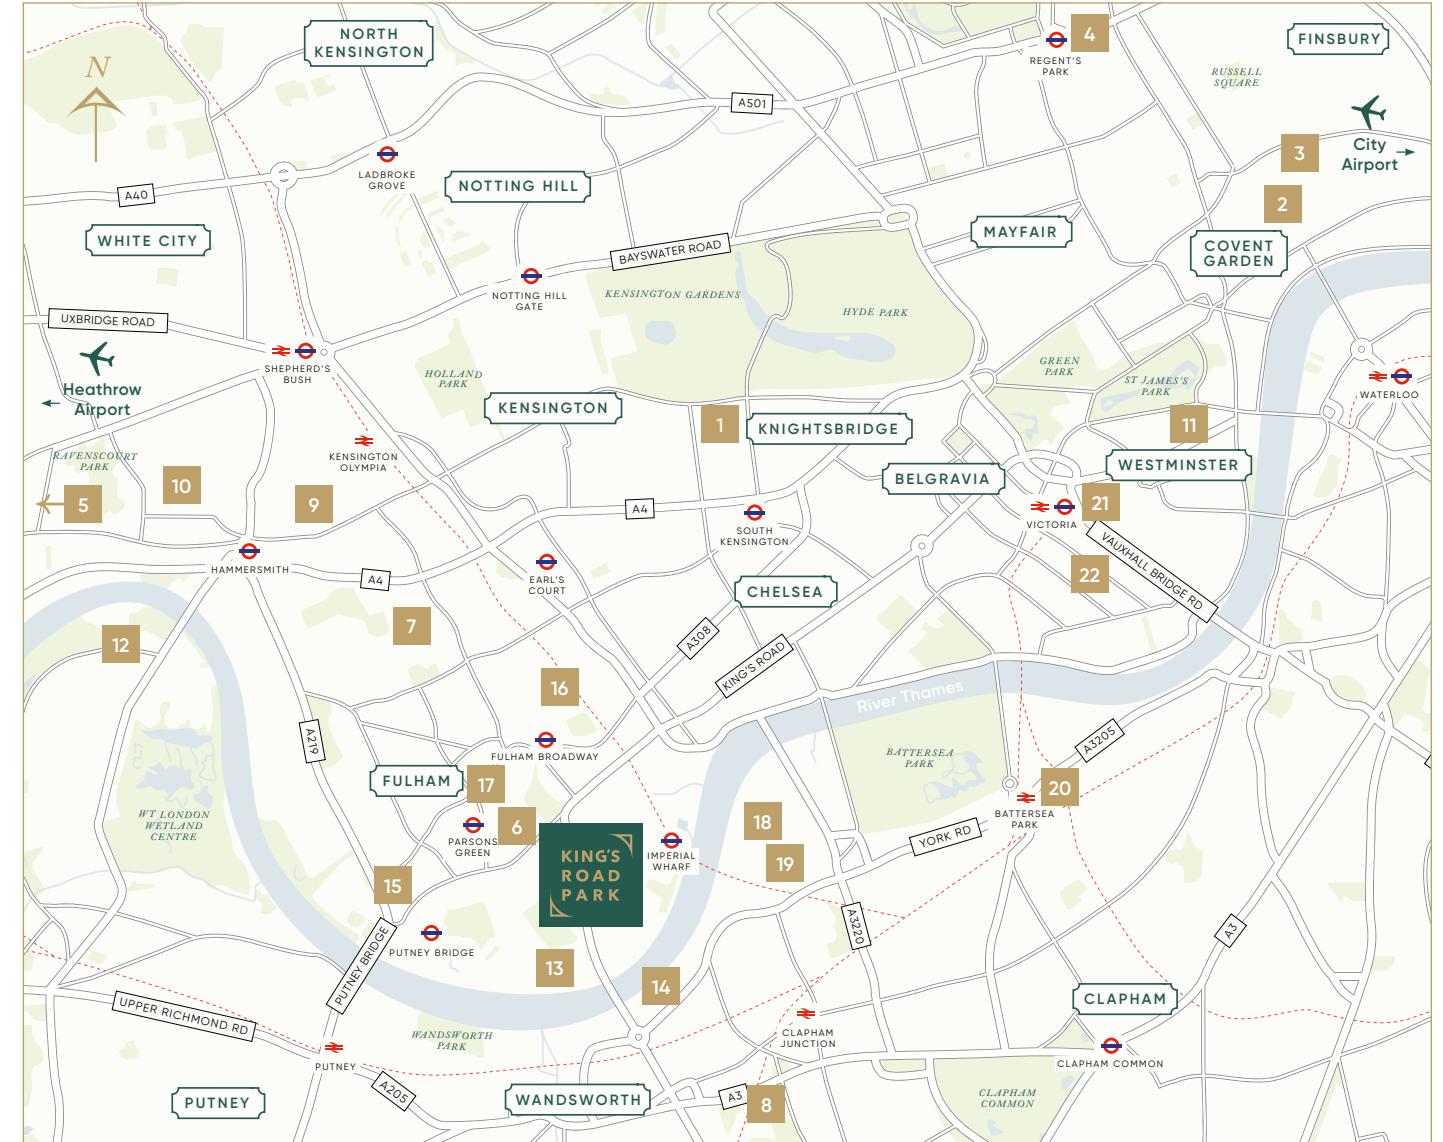 NORTH
KENSINGTON
4
REGENT'S
PARK
FINSBURY
RUSSELL
SQUARE
N
A501
City
Airport
3
LADBROKE
GROVE
NOTTING HILL
A40
2
WHITE CITY
MAYFAIR
COVENT
GARDEN
BAYSWATER ROAD
NOTTING HILL
GATE
KENSINGTON GARDENS
HYDE PARK
UXBRIDGE ROAD
SHEPHERD'S
BUSH
HOLLAND
PARK
GREEN
PARK
ST JAMES'S
PARK
WATERLOO
Heathrow
Airport
KENSINGTON
1
KNIGHTSBRIDGE
11
RAVENSCOURT
PARK
KENSINGTON
OLYMPIA
BELGRAVIA
WESTMINSTER
5
10
9
A4
SOUTH
KENSINGTON
VICTORIA
21
VAUXHALL BRIDGE RD
HAMMERSMITH
A4
EARL'S
COURT
CHELSEA
22
12
7
A308
KING'S ROAD
16
River Thames
A219
FULHAM BROADWAY
A3205
FULHAM
17
BATTERSEA
PARK
20
WT LONDON
WETLAND
CENTRE
PARSONS
GREEN
6
KING'S
ROAD
PARK
IMPERIAL
WHARF
18
19
YORK RD
BATTERSEA
PARK
15
PUTNEY BRIDGE
PUTNEY BRIDGE
A3220
A3
13
14
UPPER RICHMOND RD
WANDSWORTH
PARK
CLAPHAM
JUNCTION
CLAPHAM
CLAPHAM COMMON
PUTNEY
A205
PUTNEY
WANDSWORTH
A3
8
CLAPHAM
COMMON